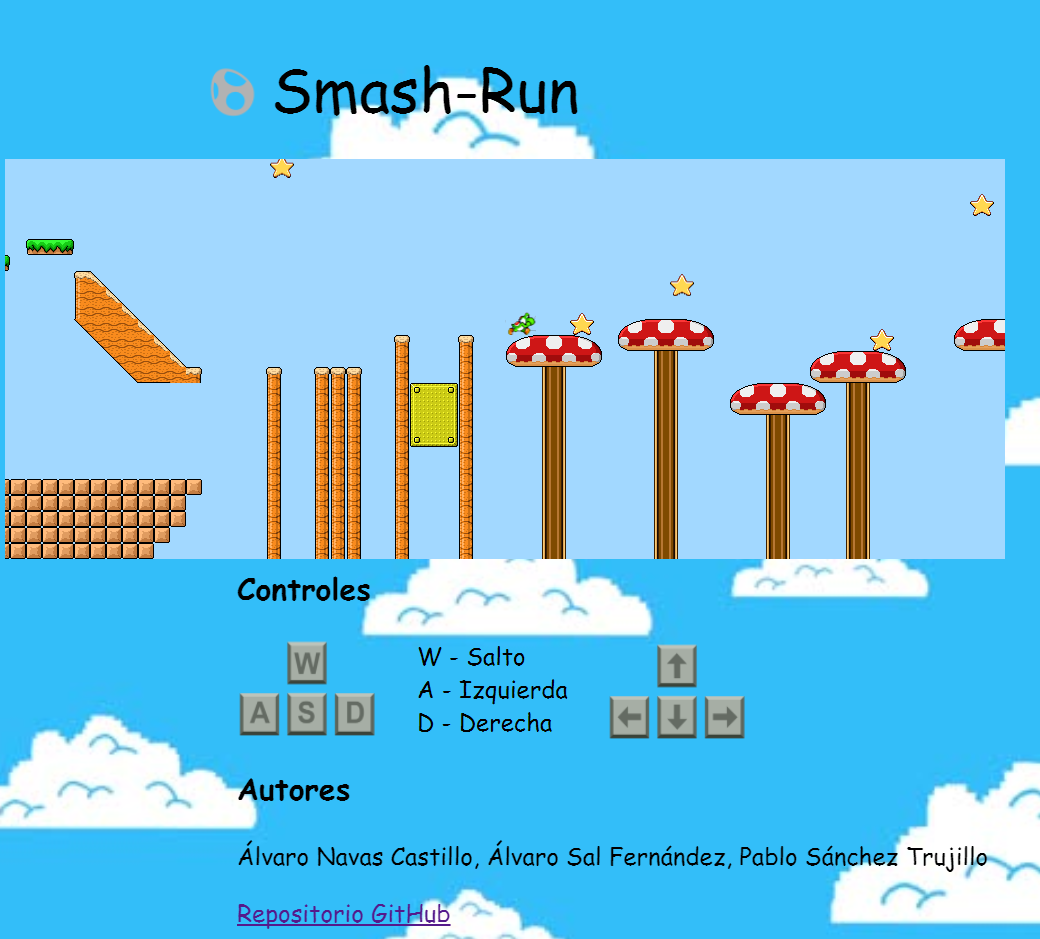 Smash-Run
Controles
W
A S D
W - Salto
A - Izquierda
D - Derecha
Autores
Álvaro Navas Castillo, Álvaro Sal Fernández, Pablo Sánchez Trujillo
Repositorio GitHub